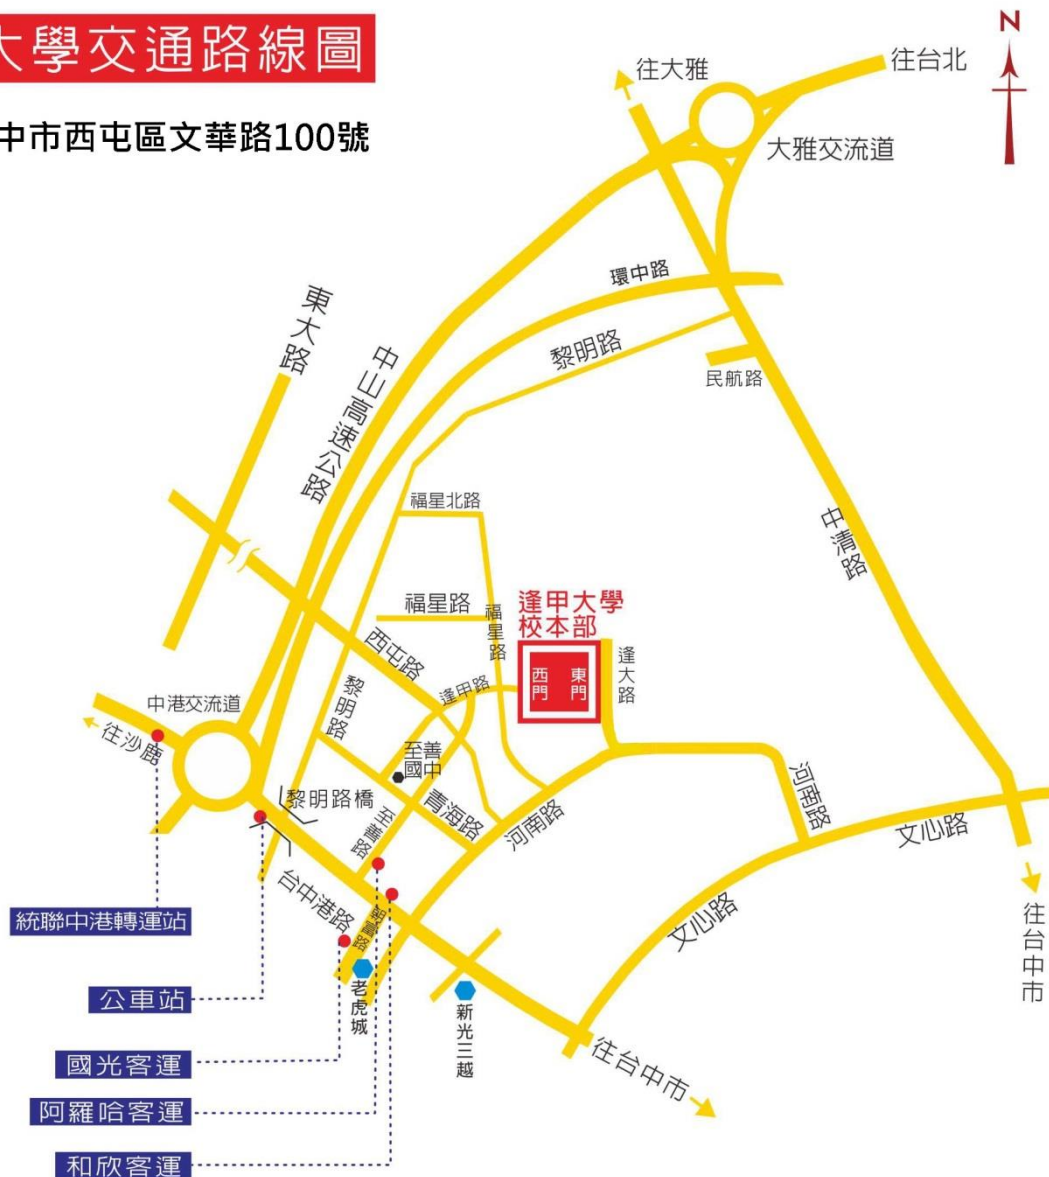 大學交通路線圖
中市西屯區文華路100號
N
往大雅
往台北
大雅交流道
環中路
東大路
黎明路
民航路
中山高速公路
福星北路
中清路
福星路
福星路
逢甲大學
校本部
西門
東門
逢大路
西屯路
逢甲路
黎明路
中港交流道
往沙鹿
至善
國中
黎明路橋
青海路
至善路
河南路
河南路
文心路
台中港路
文心路
往台中市
統聯中港轉運站
公車站
老虎城
新光三越
國光客運
往台中市
阿羅哈客運
和欣客運